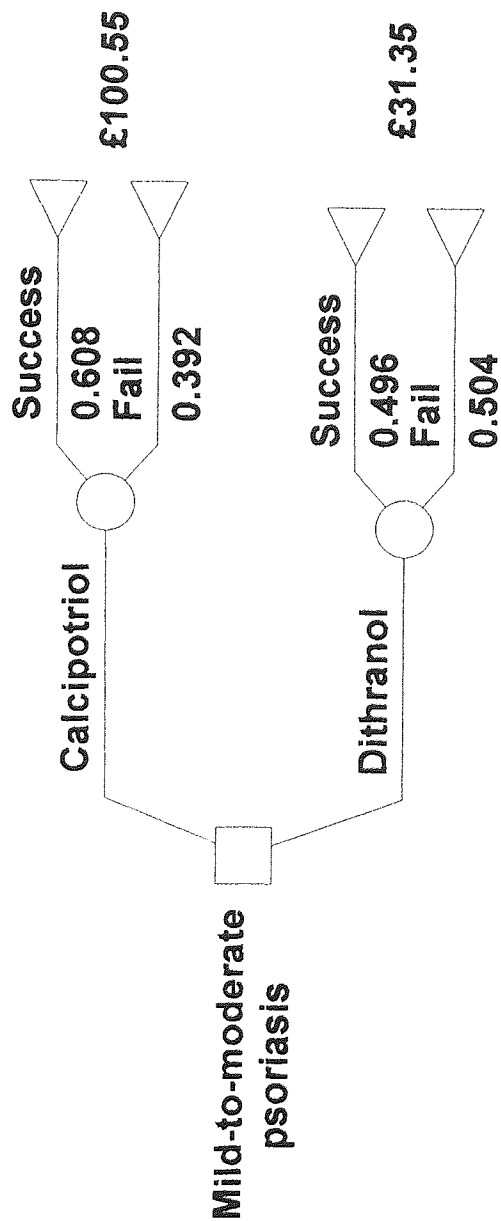 Mild-to-moderate
psoriasis
Calcipotriol
Success
0.608
Fail
0.392
£100.55
Dithranol
Success
0.496
Fail
0.504
£31.35